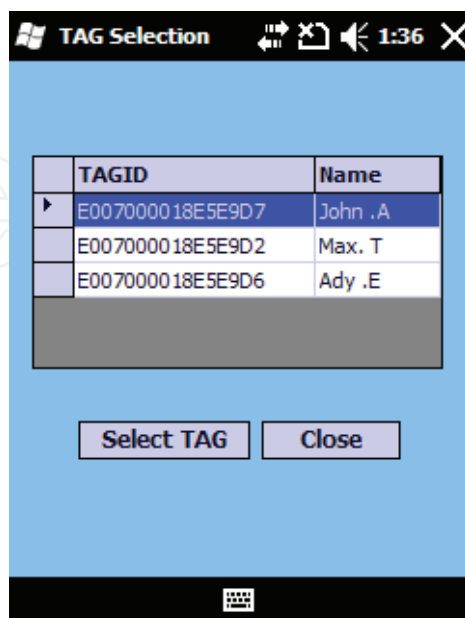 TAG Selection 1:36
TAGID Name
E007000018E5E9D7 John .A
E007000018E5E9D2 Max. T
E007000018E5E9D6 Ady .E
Select TAG Close